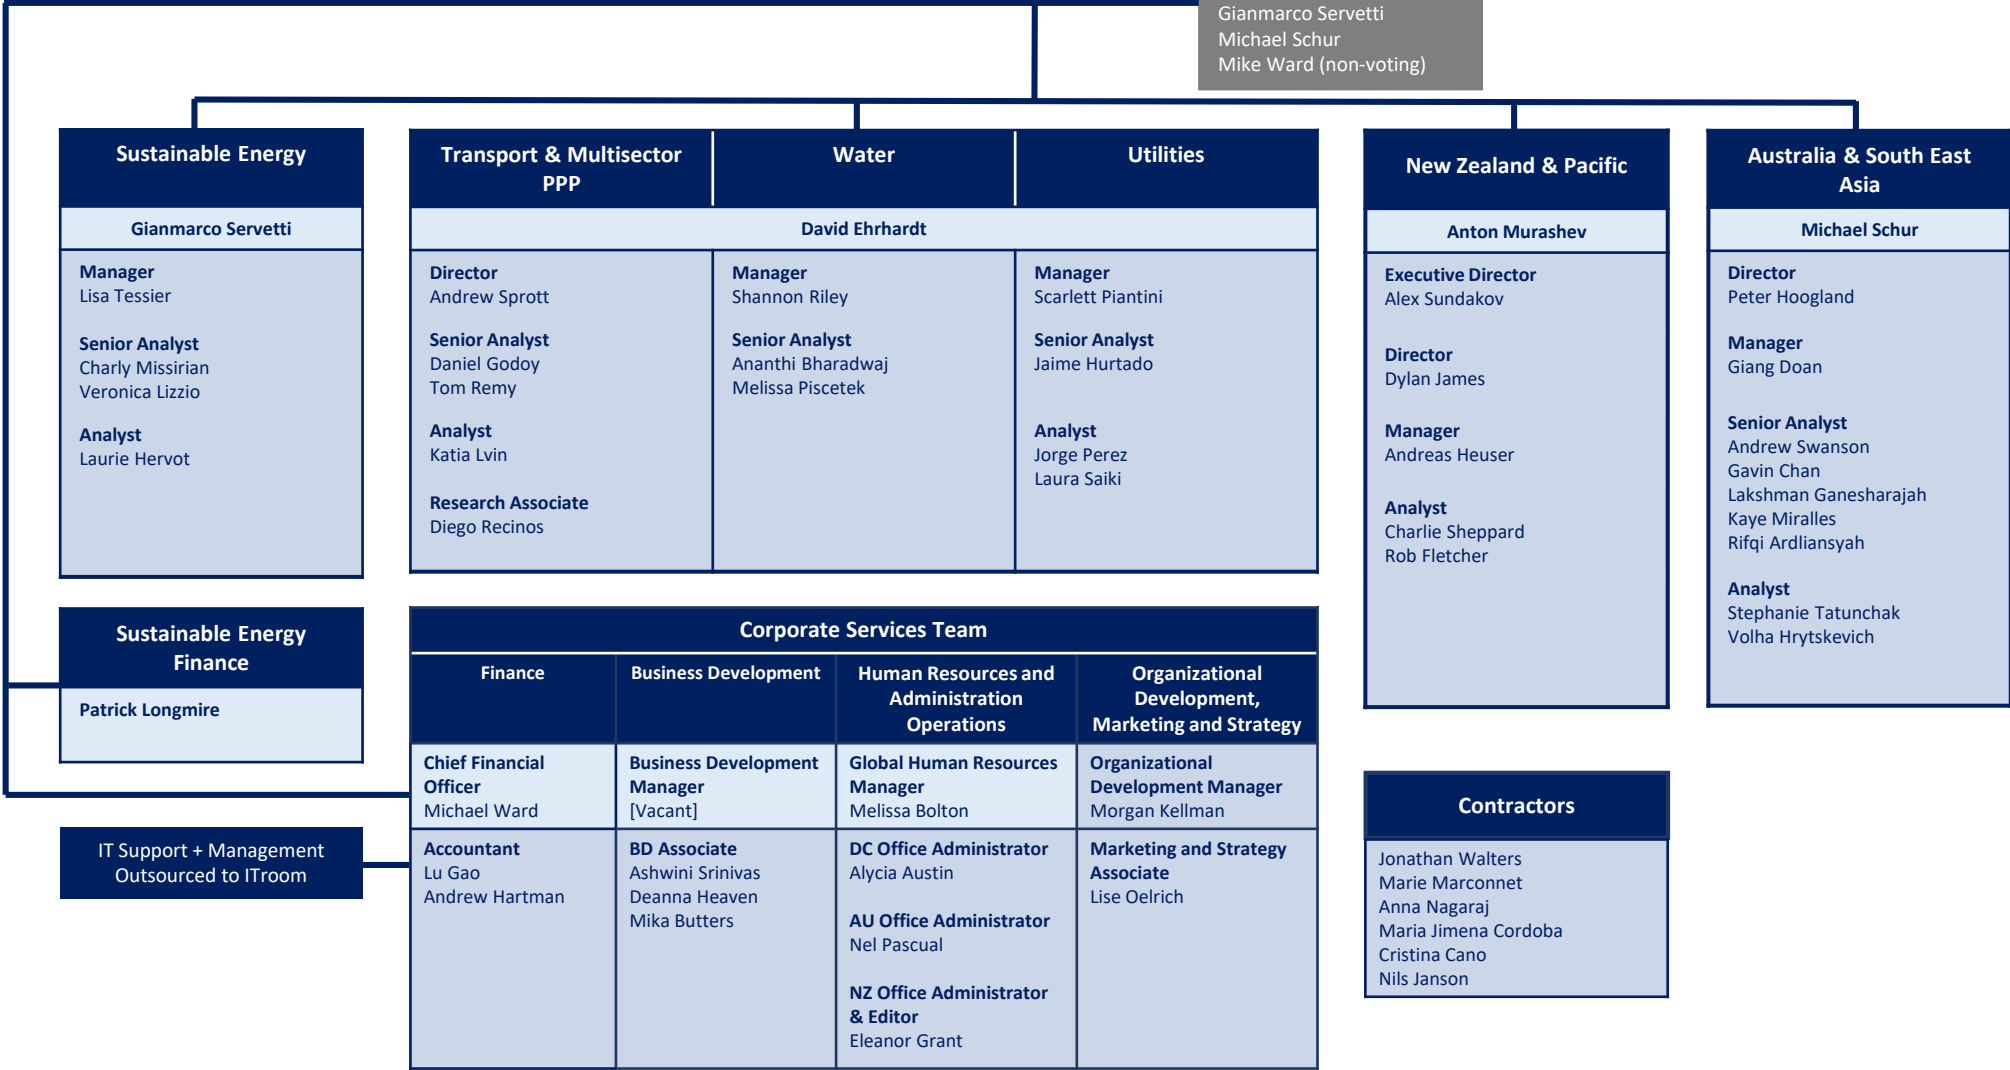 Gianmarco Servetti
Michael Schur
Mike Ward (non-voting)
Sustainable Energy
Gianmarco Servetti
Manager
Lisa Tessier
Senior Analyst
Charly Missirian
Veronica Lizzio
Analyst
Laurie Hervot
Transport & Multisector
PPP
Water
Utilities
David Ehrhardt
Director
Andrew Sprott
Senior Analyst
Daniel Godoy
Tom Remy
Analyst
Katia Lvin
Research Associate
Diego Recinos
Manager
Shannon Riley
Senior Analyst
Ananthi Bharadwaj
Melissa Piscetek
Manager
Scarlett Piantini
Senior Analyst
Jaime Hurtado
Analyst
Jorge Perez
Laura Saiki
New Zealand & Pacific
Anton Murashev
Executive Director
Alex Sundakov
Director
Dylan James
Manager
Andreas Heuser
Analyst
Charlie Sheppard
Rob Fletcher
Australia & South East
Asia
Michael Schur
Director
Peter Hoogland
Manager
Giang Doan
Senior Analyst
Andrew Swanson
Gavin Chan
Lakshman Ganesharajah
Kaye Miralles
Rifqi Ardliansyah
Analyst
Stephanie Tatunchak
Volha Hrytskevich
Sustainable Energy
Finance
Patrick Longmire
IT Support + Management
Outsourced to ITroom
Corporate Services Team
Finance
Chief Financial
Officer
Michael Ward
Accountant
Lu Gao
Andrew Hartman
Business Development
Business Development
Manager
[Vacant]
BD Associate
Ashwini Srinivas
Deanna Heaven
Mika Butters
Human Resources and
Administration
Operations
Global Human Resources
Manager
Melissa Bolton
DC Office Administrator
Alycia Austin
AU Office Administrator
Nel Pascual
NZ Office Administrator
& Editor
Eleanor Grant
Organizational
Development,
Marketing and Strategy
Organizational
Development Manager
Morgan Kellman
Marketing and Strategy
Associate
Lise Oelrich
Contractors
Jonathan Walters
Marie Marconnet
Anna Nagaraj
Maria Jimena Cordoba
Cristina Cano
Nils Janson